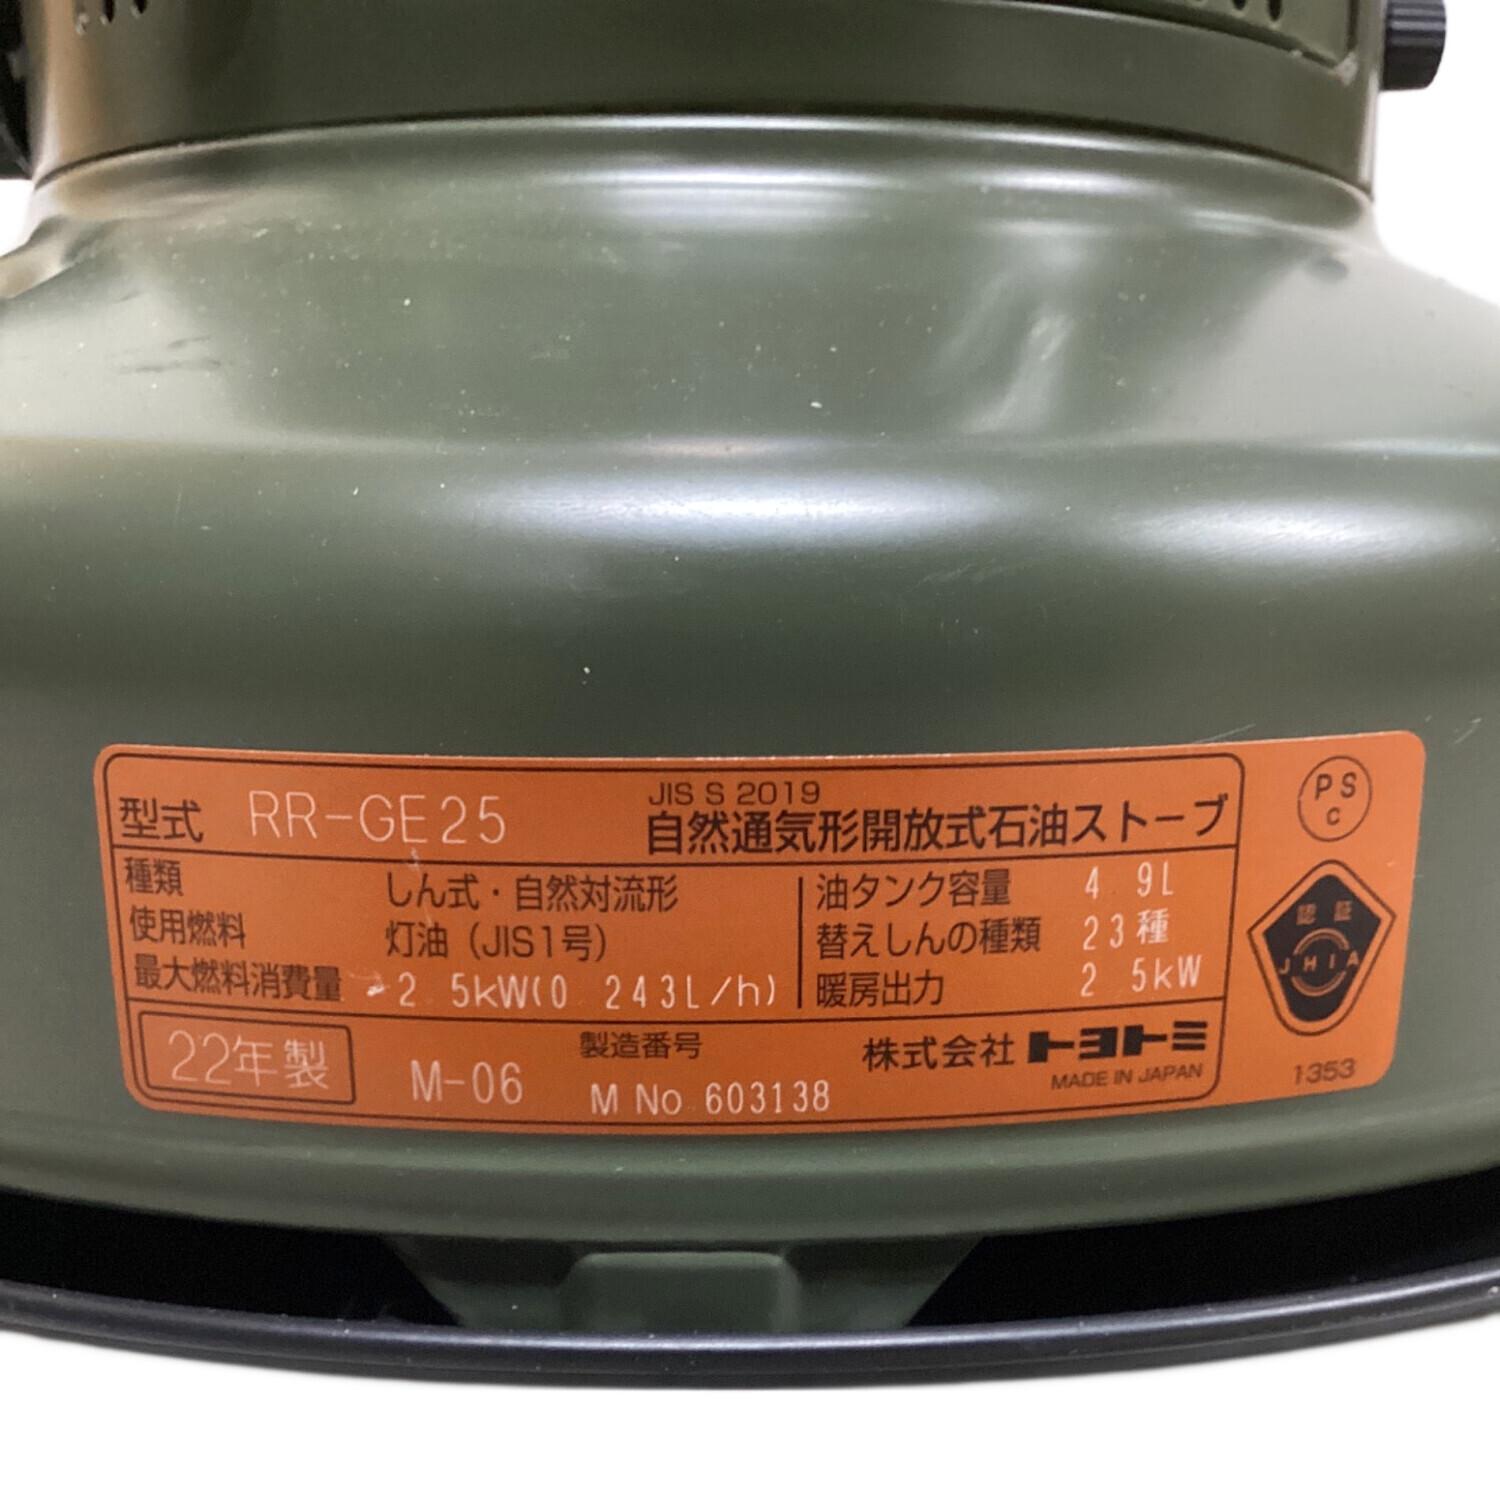 型式 RR-GE25
JIS S 2019
自然通気形開放式石油ストーブ
種類 しん式・自然対流形
使用燃料 灯油（JIS1号）
最大燃料消費量 2 5kW(0 243L/h)
油タンク容量 4 9L
替えしんの種類 23種
暖房出力 2 5kW
22年製 M-06
製造番号
M No 603138
株式会社 トヨトミ
MADE IN JAPAN
PS
C
認証
JHIA
1353